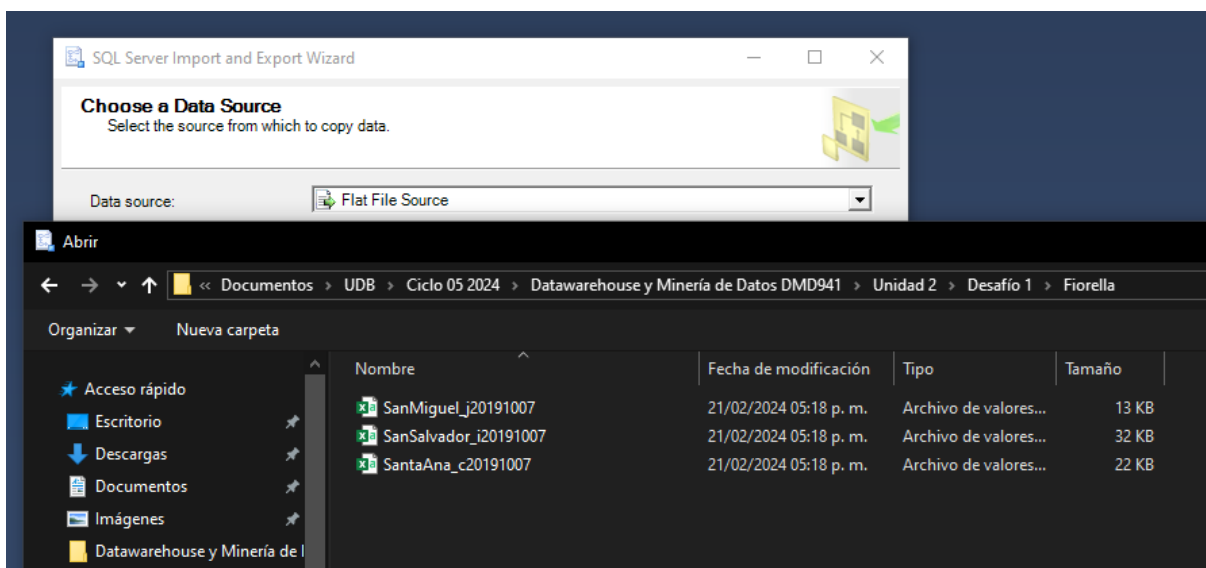 SQL Server Import and Export Wizard
Choose a Data Source
Select the source from which to copy data.
Data source: Flat File Source
Abrir
« Documentos › UDB › Ciclo 05 2024 › Datawarehouse y Minería de Datos DMD941 › Unidad 2 › Desafío 1 › Fiorella
Organizar Nueva carpeta
Nombre Fecha de modificación Tipo Tamaño
Acceso rápido
SanMiguel_j20191007 21/02/2024 05:18 p. m. Archivo de valores... 13 KB
Escritorio
SanSalvador_i20191007 21/02/2024 05:18 p. m. Archivo de valores... 32 KB
Descargas
SantaAna_c20191007 21/02/2024 05:18 p. m. Archivo de valores... 22 KB
Documentos
Imágenes
Datawarehouse y Minería de l